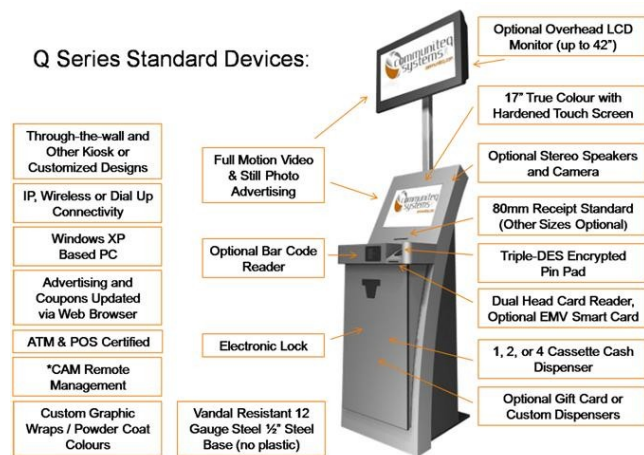 Q Series Standard Devices:
Through-the-wall and
Other Kiosk or
Customized Designs
IP, Wireless or Dial Up
Connectivity
Windows XP
Based PC
Advertising and
Coupons Updated
via Web Browser
ATM & POS Certified
*CAM Remote
Management
Custom Graphic
Wraps / Powder Coat
Colours
Full Motion Video
& Still Photo
Advertising
Optional Bar Code
Reader
Electronic Lock
Vandal Resistant 12
Gauge Steel ½" Steel
Base (no plastic)
communiteq
systems
communiteq
systems
Optional Overhead LCD
Monitor (up to 42")
17" True Colour with
Hardened Touch Screen
Optional Stereo Speakers
and Camera
80mm Receipt Standard
(Other Sizes Optional)
Triple-DES Encrypted
Pin Pad
Dual Head Card Reader,
Optional EMV Smart Card
1, 2, or 4 Cassette Cash
Dispenser
Optional Gift Card or
Custom Dispensers